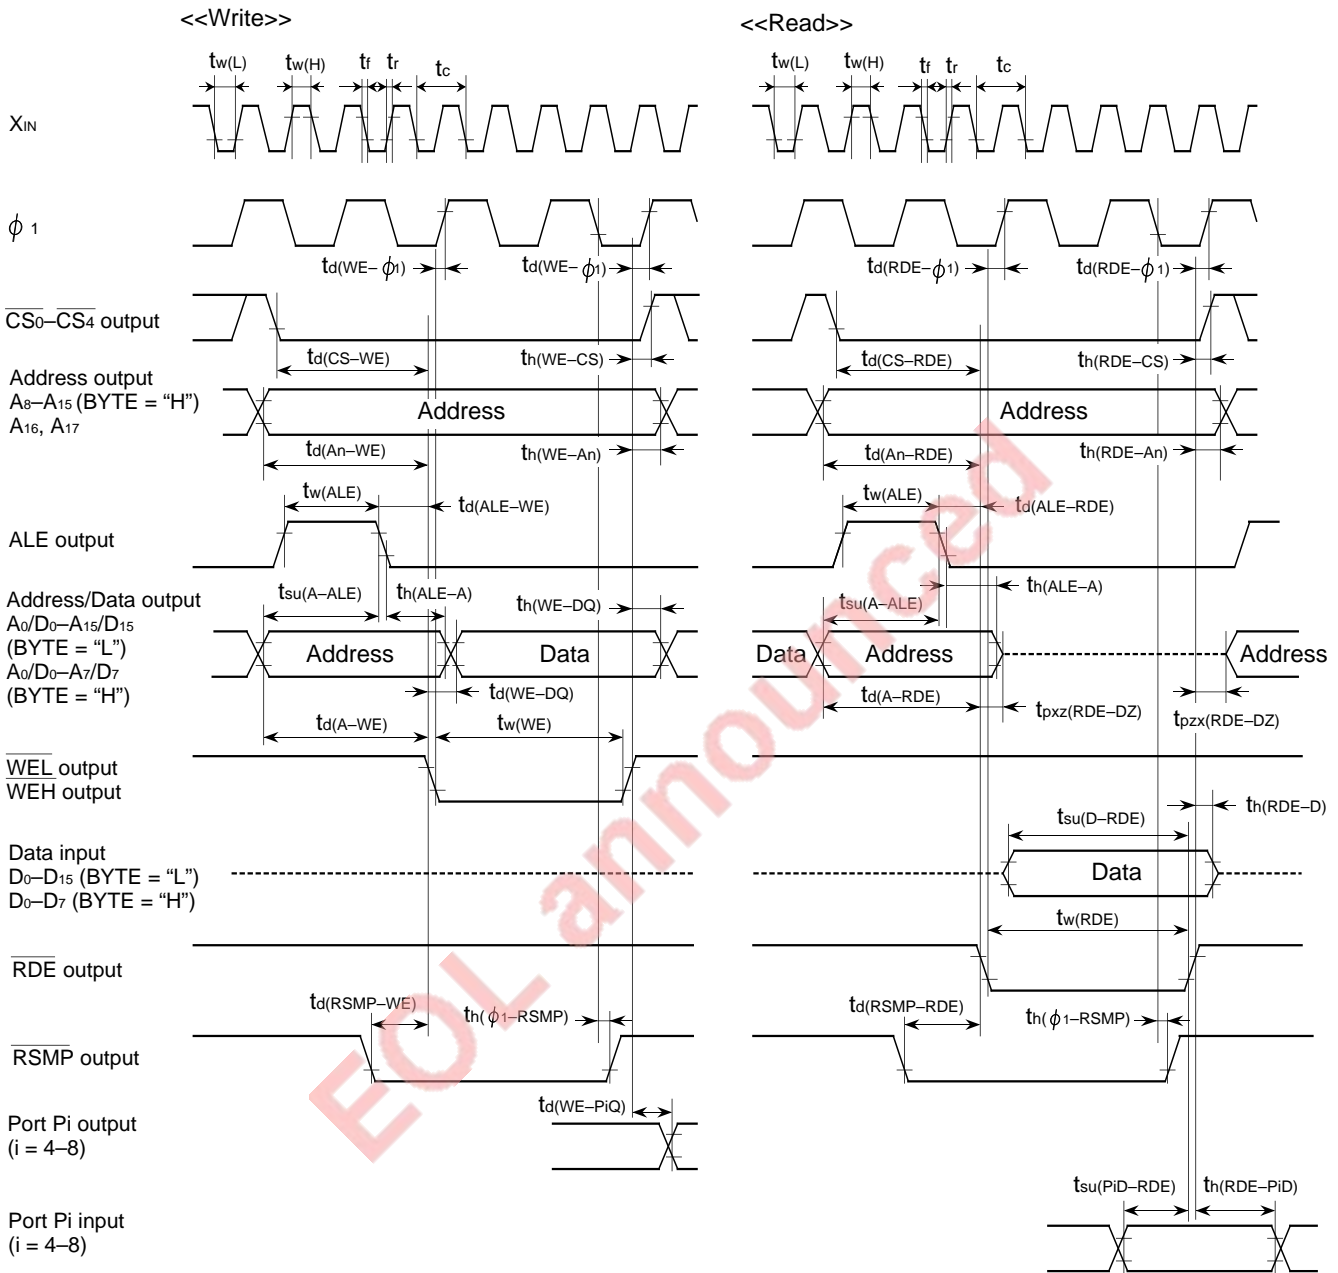 <<Write>> <<Read>>
tw(L) tw(H) tf tr tc tw(L) tw(H) tf tr tc
XIN
ϕ 1
td(WE–ϕ1) td(WE–ϕ1) td(RDE–ϕ1) td(RDE–ϕ1)
CS0–CS4 output
td(CS–WE) th(WE–CS) td(CS–RDE) th(RDE–CS)
Address output
A8–A15 (BYTE = “H”)
A16, A17
Address Address
td(An–WE) th(WE–An) td(An–RDE) th(RDE–An)
tw(ALE) td(ALE–WE) tw(ALE) td(ALE–RDE)
ALE output
tsu(A–ALE) th(ALE–A) th(WE–DQ) tsu(A–ALE) th(ALE–A)
Address/Data output
A0/D0–A15/D15
(BYTE = “L”)
A0/D0–A7/D7
(BYTE = “H”)
Address Data Data Address Address
td(WE–DQ) td(A–RDE) tpxz(RDE–DZ) tpzx(RDE–DZ)
td(A–WE) tw(WE)
WEL output
WEH output
tsu(D–RDE) th(RDE–D)
Data input
D0–D15 (BYTE = “L”)
D0–D7 (BYTE = “H”)
Data
tw(RDE)
RDE output
td(RSMP–WE) th(ϕ1–RSMP) td(RSMP–RDE) th(ϕ1–RSMP)
RSMP output
td(WE–PiQ)
Port Pi output
(i = 4–8)
tsu(PiD–RDE) th(RDE–PiD)
Port Pi input
(i = 4–8)
EOL announced